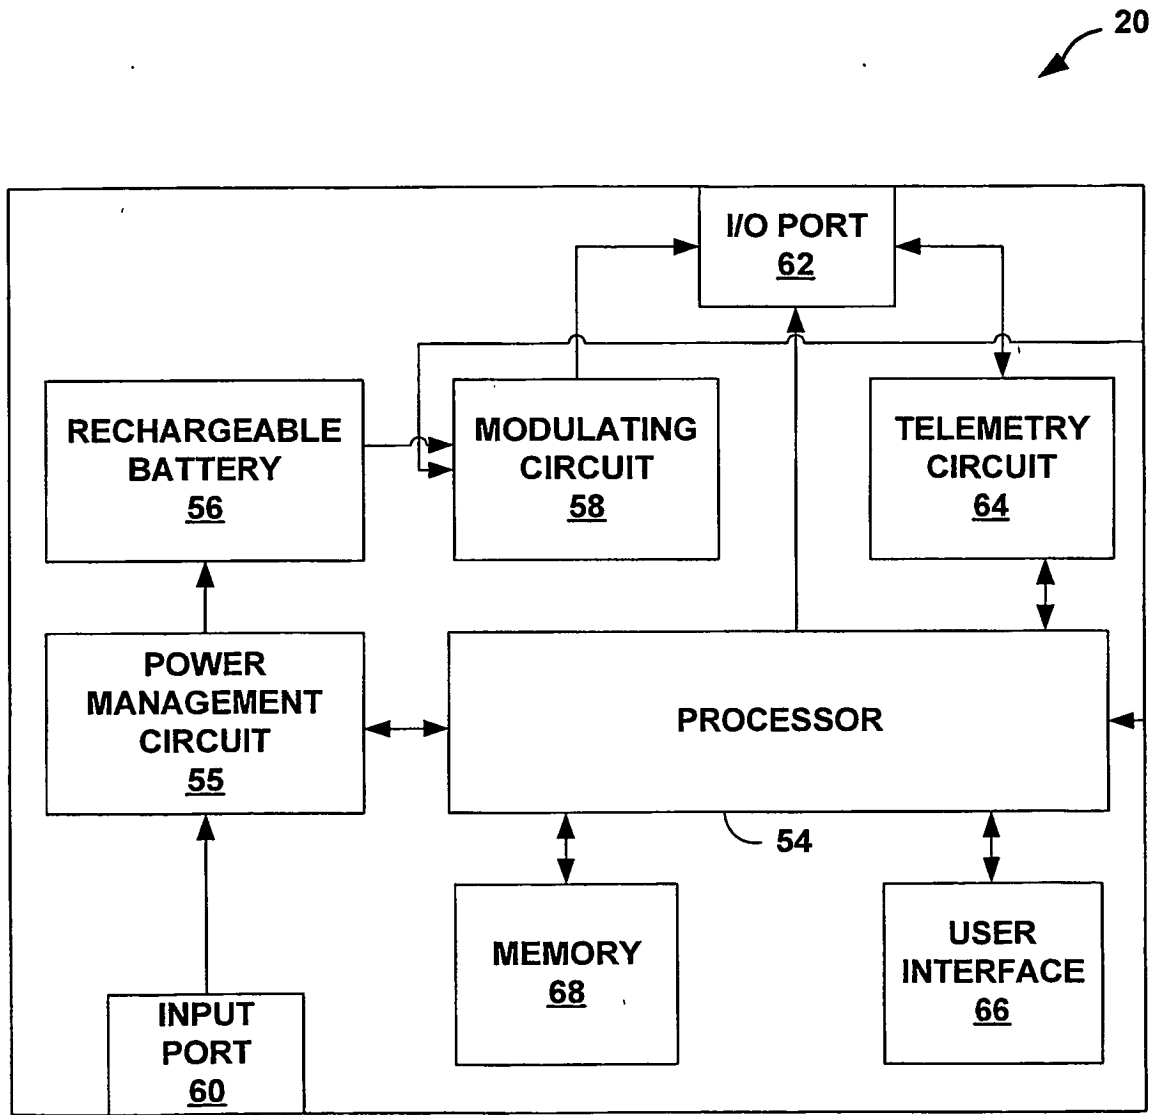 20
I/O PORT
62
RECHARGEABLE
BATTERY
56
MODULATING
CIRCUIT
58
TELEMETRY
CIRCUIT
64
POWER
MANAGEMENT
CIRCUIT
55
PROCESSOR
54
MEMORY
68
USER
INTERFACE
66
INPUT
PORT
60